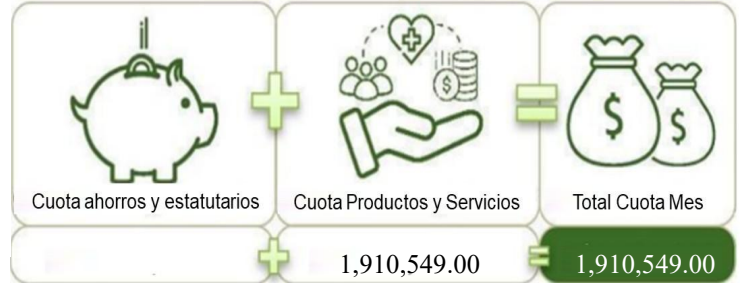 Cuota ahorros y estatutarios
Cuota Productos y Servicios
Total Cuota Mes
+
1,910,549.00
=
1,910,549.00